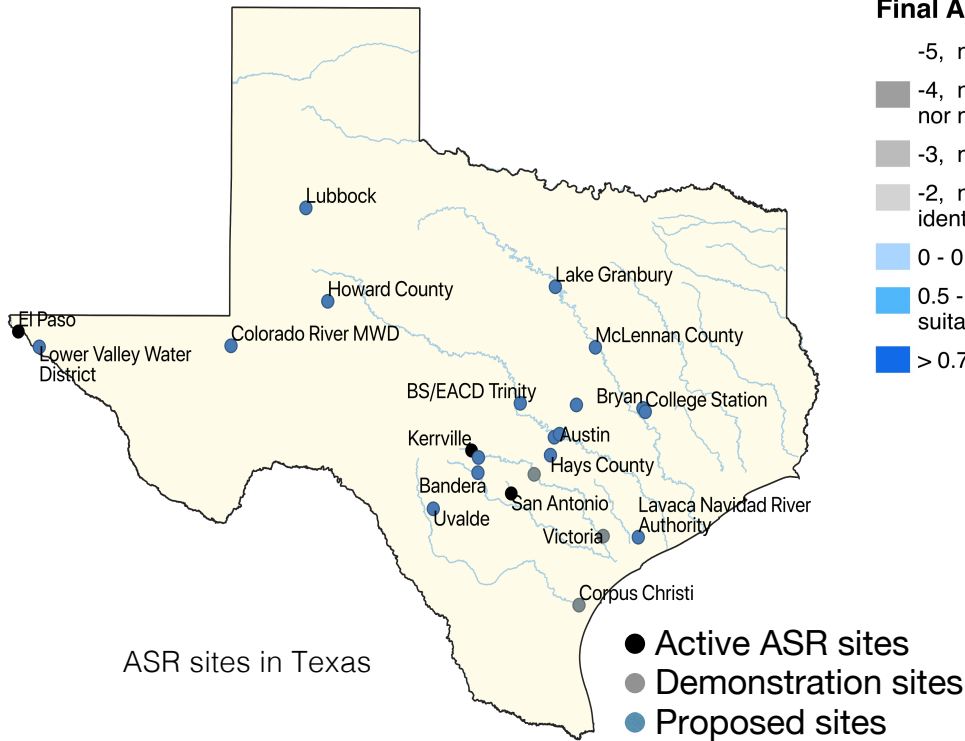 Final A
-5, n
-4, n
nor n
-3, n
-2, n
ident
0 - 0
0.5 -
suita
> 0.7
Lubbock
Lake Granbury
Howard County
El Paso
Colorado River MWD
McLennan County
Lower Valley Water
District
BS/EACD Trinity
Bryan
College Station
Kerrville
Austin
Hays County
Bandera
San Antonio
Lavaca Navidad River
Authority
Uvalde
Victoria
Corpus Christi
ASR sites in Texas
Active ASR sites
Demonstration sites
Proposed sites